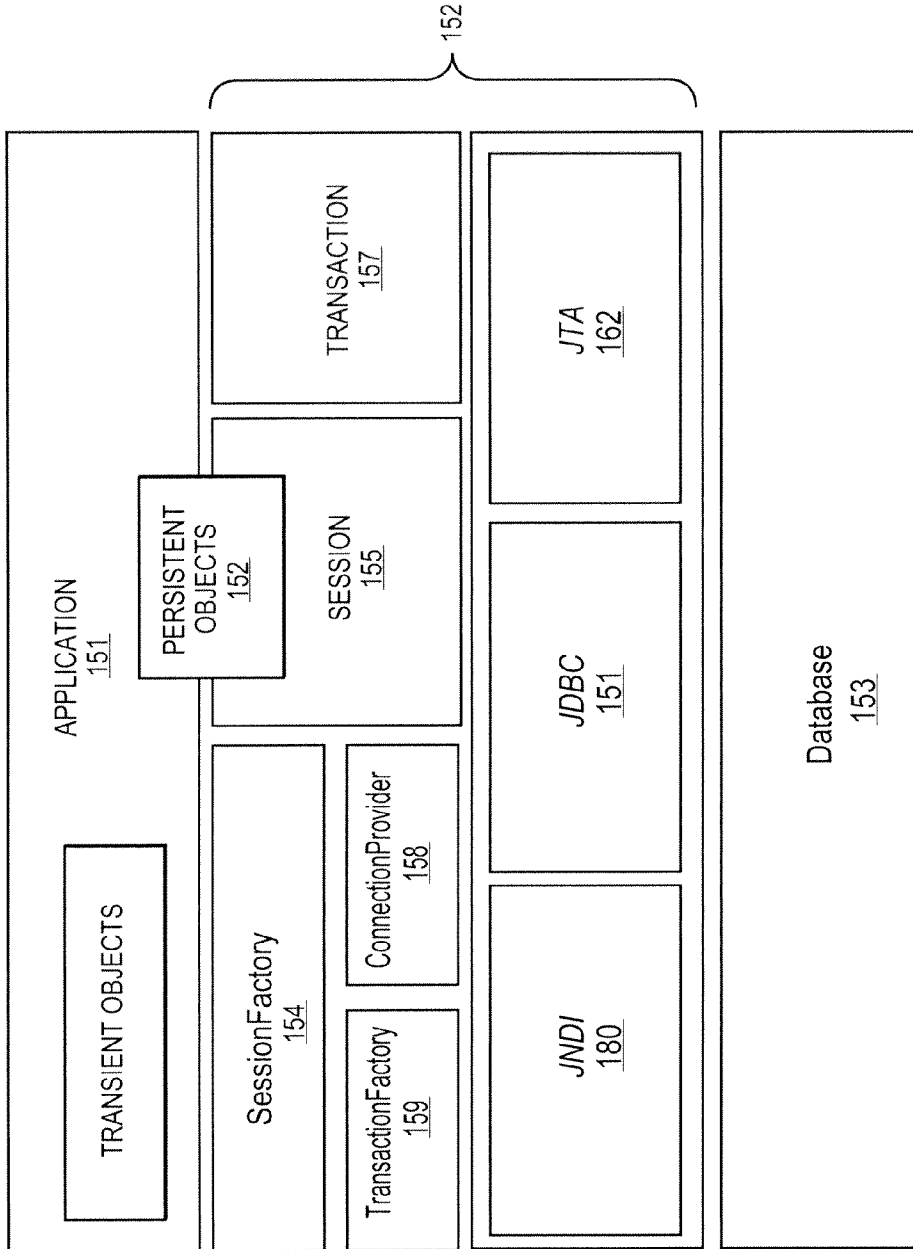 APPLICATION
151
TRANSIENT OBJECTS
PERSISTENT
OBJECTS
152
SessionFactory
154
SESSION
155
TRANSACTION
157
152
TransactionFactory
159
ConnectionProvider
158
JNDI
180
JDBC
151
JTA
162
Database
153